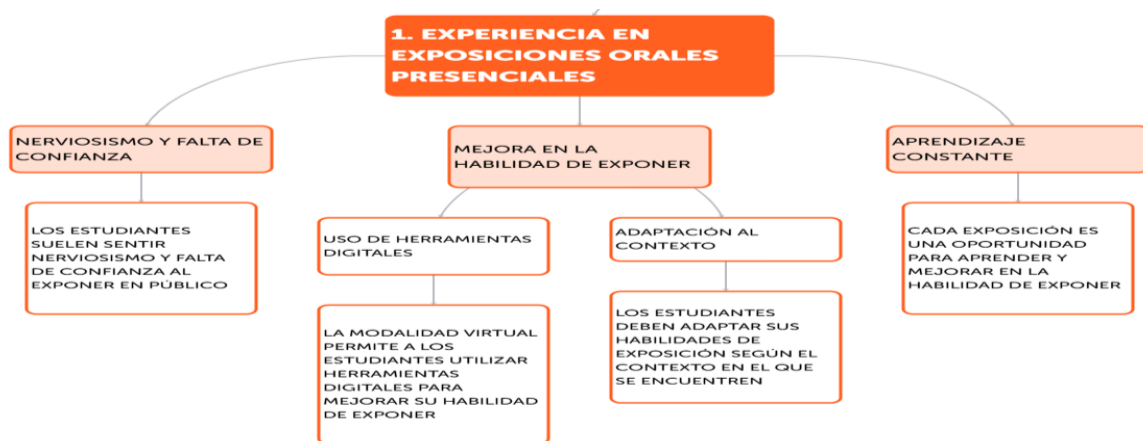 1. EXPERIENCIA EN
EXPOSICIONES ORALES
PRESENCIALES
NERVIOSISMO Y FALTA DE
CONFIANZA
LOS ESTUDIANTES
SUELEN SENTIR
NERVIOSISMO Y FALTA
DE CONFIANZA AL
EXPONER EN PÚBLICO
MEJORA EN LA
HABILIDAD DE EXPONER
USO DE HERRAMIENTAS
DIGITALES
LA MODALIDAD VIRTUAL
PERMITE A LOS
ESTUDIANTES UTILIZAR
HERRAMIENTAS
DIGITALES PARA
MEJORAR SU HABILIDAD
DE EXPONER
ADAPTACIÓN AL
CONTEXTO
LOS ESTUDIANTES
DEBEN ADAPTAR SUS
HABILIDADES DE
EXPOSICIÓN SEGÚN EL
CONTEXTO EN EL QUE
SE ENCUENTREN
APRENDIZAJE
CONSTANTE
CADA EXPOSICIÓN ES
UNA OPORTUNIDAD
PARA APRENDER Y
MEJORAR EN LA
HABILIDAD DE EXPONER